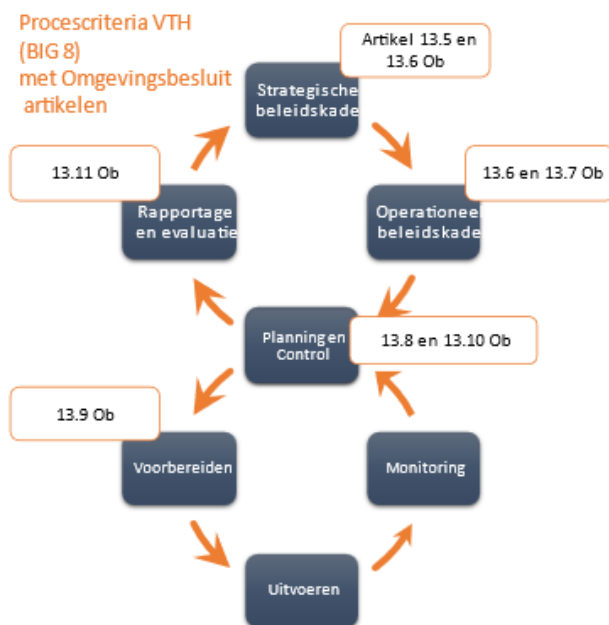 Procescriteria VTH
(BIG 8)
met Omgevingsbesluit
artikelen
Artikel 13.5 en
13.6 Ob
Strategische
beleidskade
13.11 Ob
13.6 en 13.7 Ob
Rapportage
en evaluatie
Operationee
beleidskade
Planning en
Control
13.8 en 13.10 Ob
13.9 Ob
Voorbereiden
Monitoring
Uitvoeren